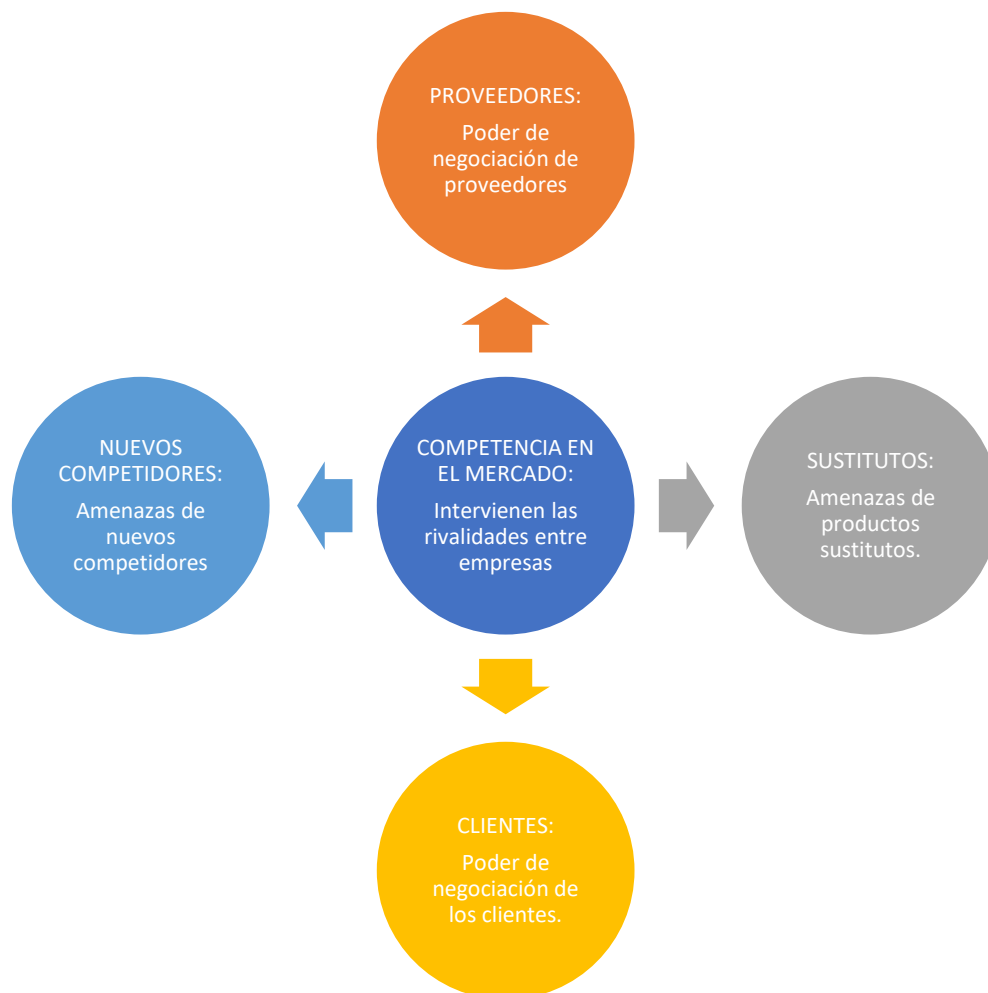 PROVEEDORES:
Poder de
negociación de
proveedores
NUEVOS
COMPETIDORES:
Amenazas de
nuevos
competidores
COMPETENCIA EN
EL MERCADO:
Intervienen las
rivalidades entre
empresas
SUSTITUTOS:
Amenazas de
productos
sustitutos.
CLIENTES:
Poder de
negociación de
los clientes.